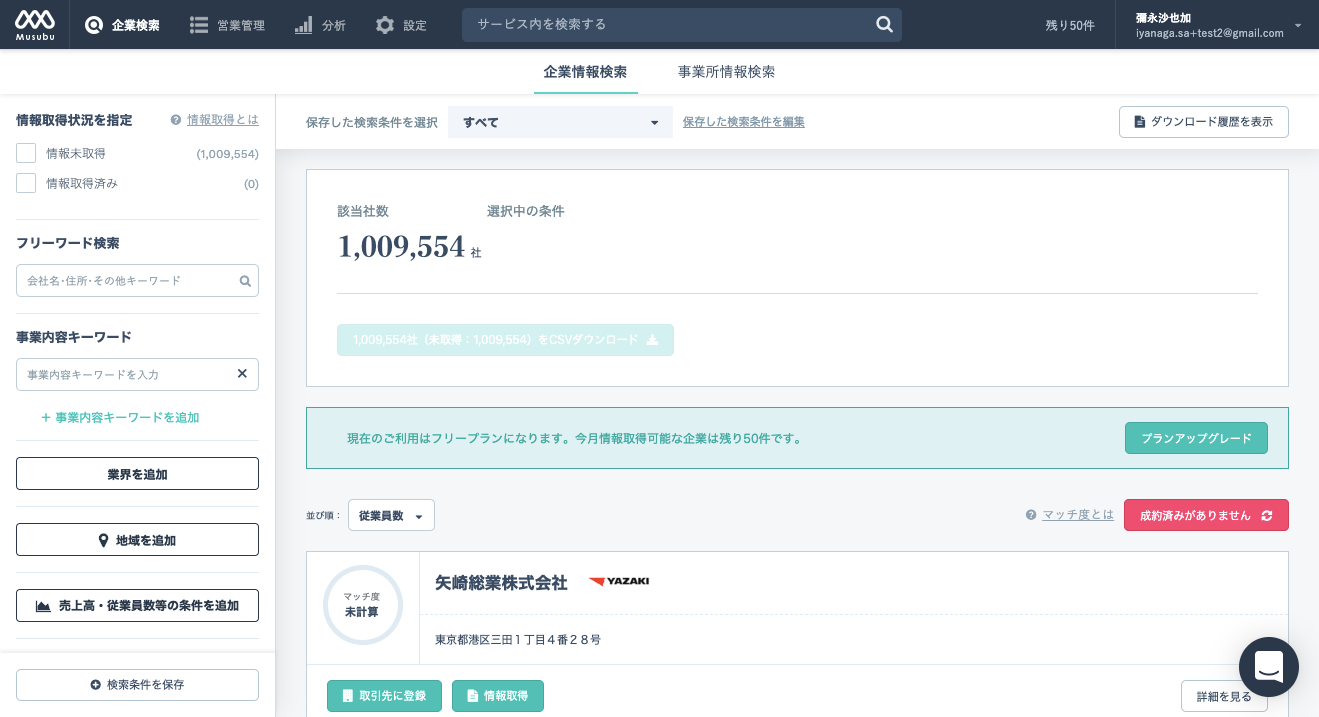 Musubu
企業検索
営業管理
分析
設定
サービス内を検索する
残り50件
彌永沙也加
iyanaga.sa+test2@gmail.com
企業情報検索
事業所情報検索
情報取得状況を指定
情報取得とは
情報未取得
(1,009,554)
情報取得済み
(0)
フリーワード検索
会社名・住所・その他キーワード
事業内容キーワード
事業内容キーワードを入力
+ 事業内容キーワードを追加
業界を追加
地域を追加
売上高・従業員数等の条件を追加
検索条件を保存
保存した検索条件を選択
すべて
保存した検索条件を編集
ダウンロード履歴を表示
該当社数
選択中の条件
1,009,554 社
1,009,554社（未取得：1,009,554）をCSVダウンロード
現在のご利用はフリープランになります。今月情報取得可能な企業は残り50件です。
プランアップグレード
並び順：
従業員数
マッチ度とは
成約済みがありません
マッチ度
未計算
矢崎総業株式会社
YAZAKI
東京都港区三田１丁目４番２８号
取引先に登録
情報取得
詳細を見る